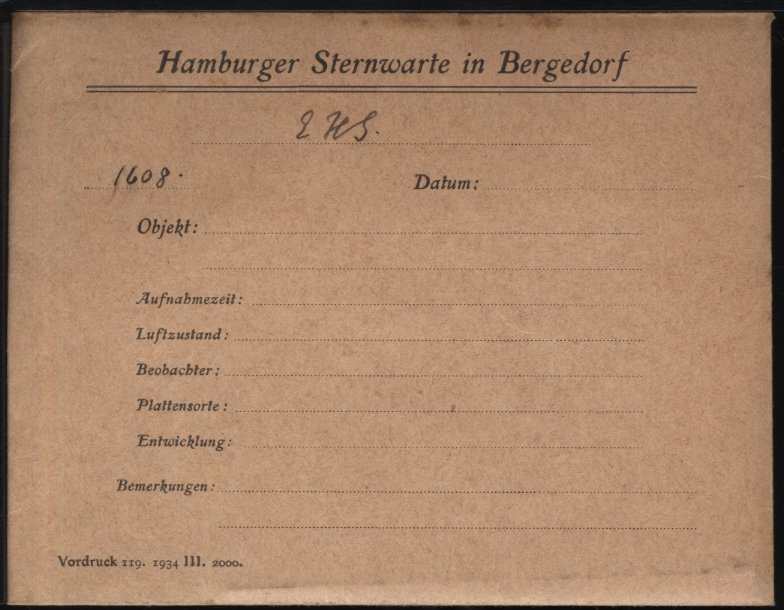 Hamburger Sternwarte in Bergedorf
E HS.
1608.
Datum:
Objekt:
Aufnahmezeit:
Luftzustand:
Beobachter:
Plattensorte:
Entwicklung:
Bemerkungen:
Vordruck 119. 1934 III. 2000.